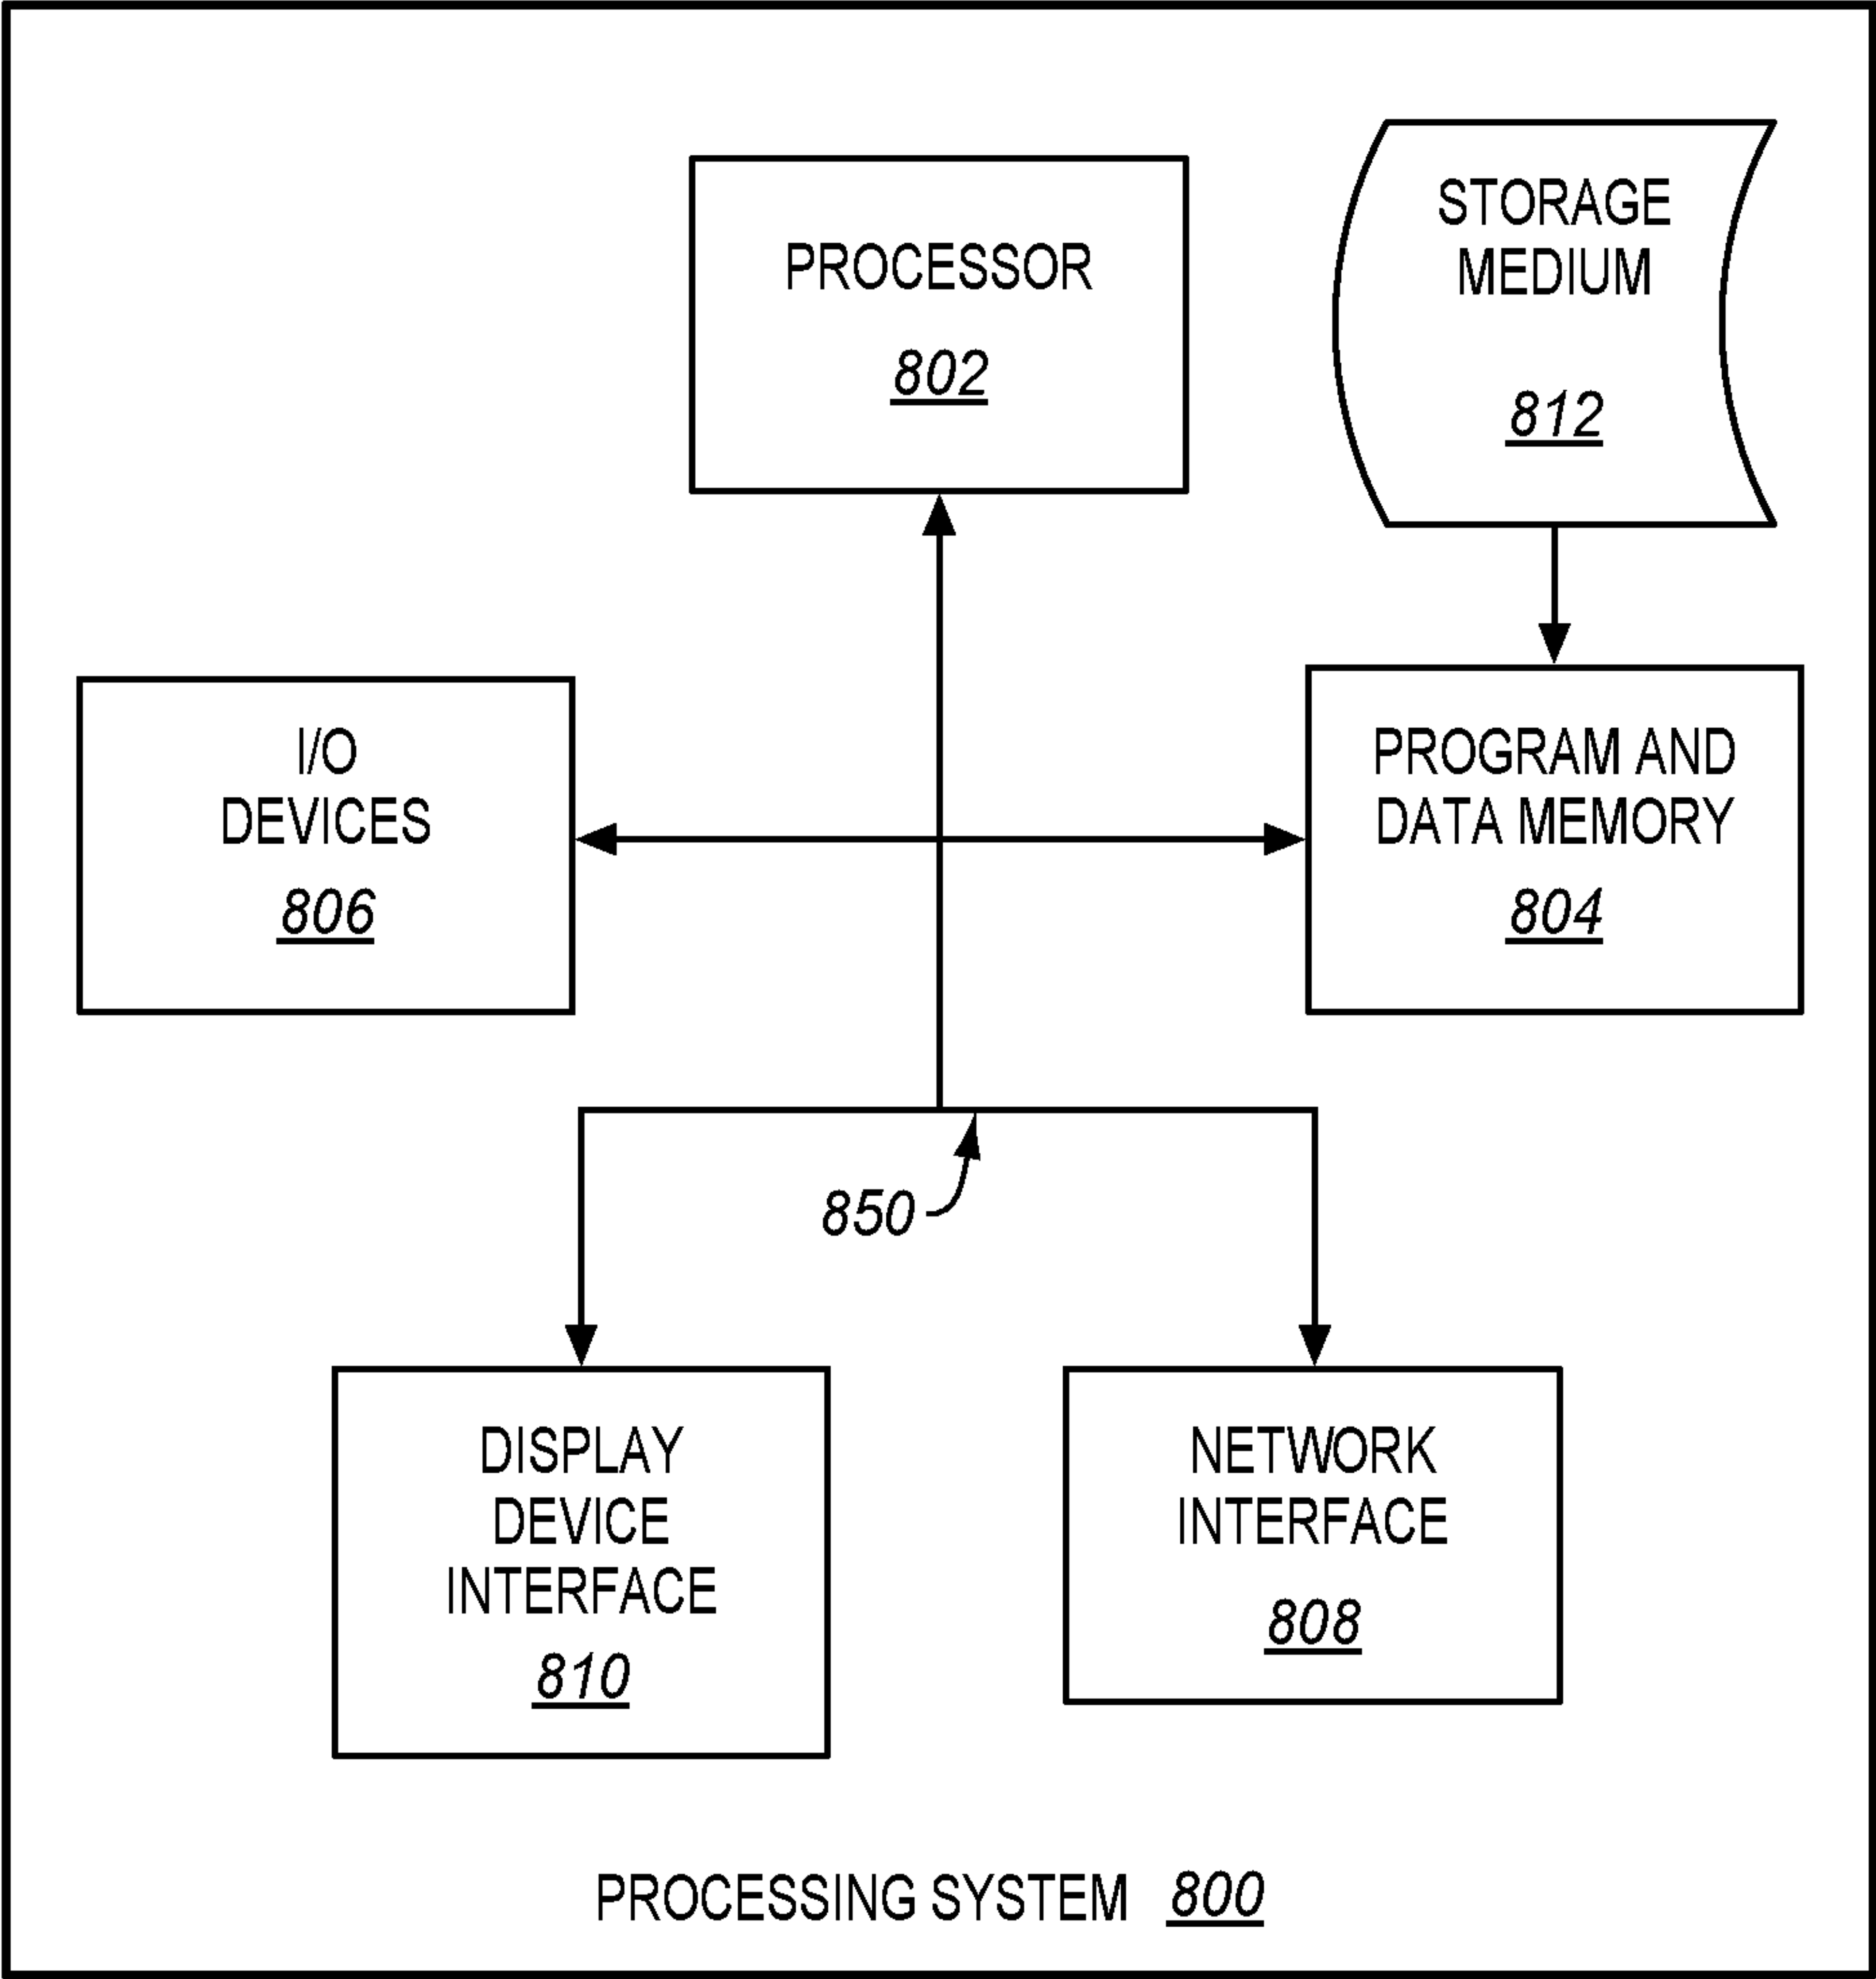 PROCESSOR
802
STORAGE
MEDIUM
812
I/O
DEVICES
806
PROGRAM AND
DATA MEMORY
804
850
DISPLAY
DEVICE
INTERFACE
810
NETWORK
INTERFACE
808
PROCESSING SYSTEM 800